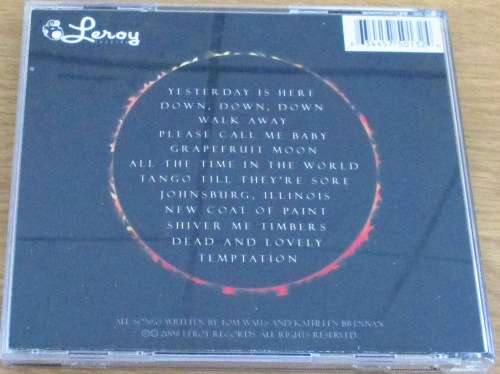 Leroy
RECORDS
YESTERDAY IS HERE
DOWN, DOWN, DOWN
WALK AWAY
PLEASE CALL ME BABY
GRAPEFRUIT MOON
ALL THE TIME IN THE WORLD
TANGO TILL THEY'RE SORE
JOHNSBURG, ILLINOIS
NEW COAT OF PAINT
SHIVER ME TIMBERS
DEAD AND LOVELY
TEMPTATION
ALL SONGS WRITTEN BY TOM WAITS AND KATHLEEN BRENNAN.
©℗ 2008 LEROY RECORDS. ALL RIGHTS RESERVED.